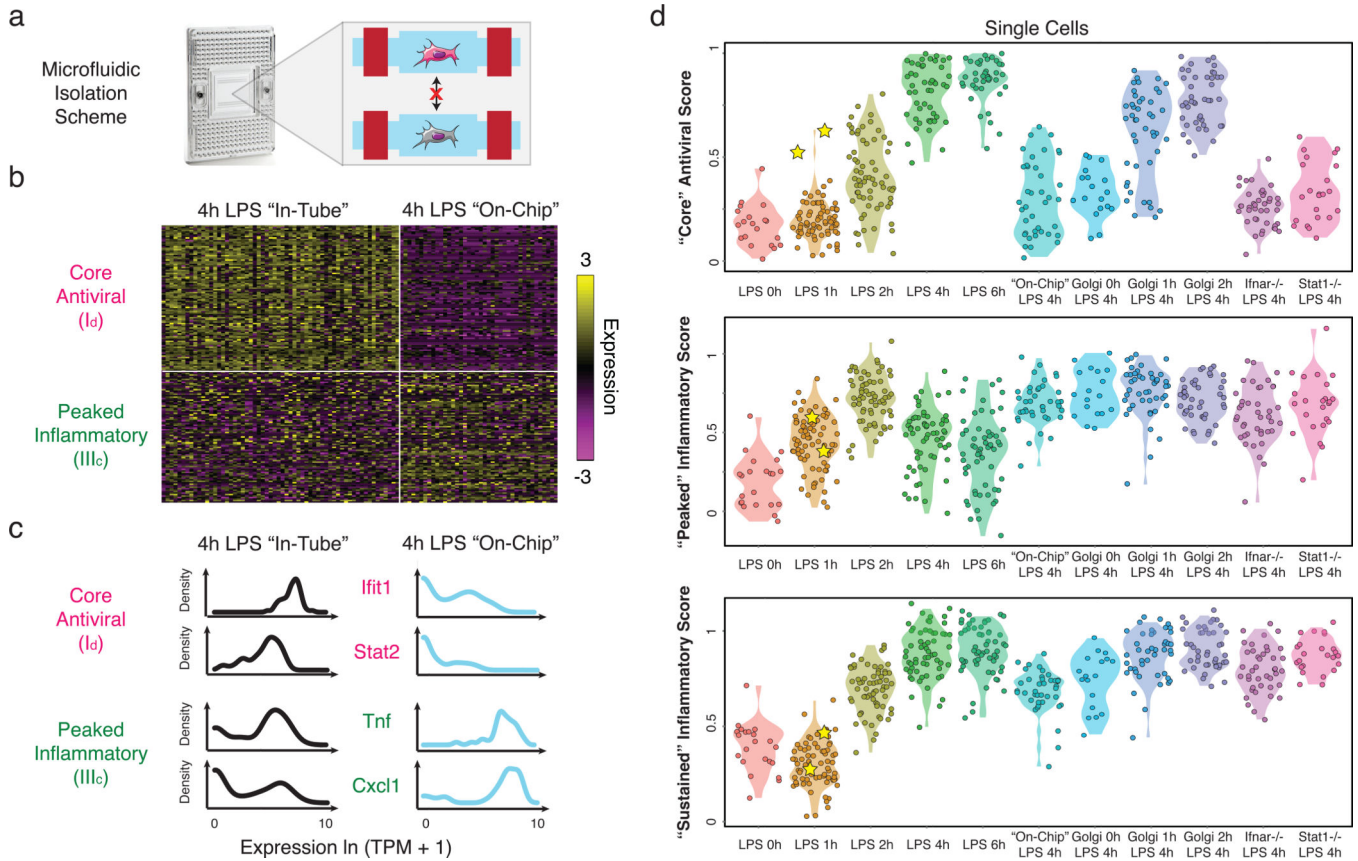 a
Microfluidic
Isolation
Scheme
X
b
4h LPS “In-Tube”
4h LPS “On-Chip”
Core
Antiviral
(Id)
Peaked
Inflammatory
(IIIc)
3
Expression
-3
c
4h LPS “In-Tube”
4h LPS “On-Chip”
Core
Antiviral
(Id)
Density
Ifit1
Density
Stat2
Peaked
Inflammatory
(IIIc)
Density
Tnf
Density
Cxcl1
0
10
0
10
Expression ln (TPM + 1)
d
Single Cells
“Core” Antiviral Score
1
0.5
0
LPS 0h
LPS 1h
LPS 2h
LPS 4h
LPS 6h
“On-Chip”
LPS 4h
Golgi 0h
LPS 4h
Golgi 1h
LPS 4h
Golgi 2h
LPS 4h
Ifnar-/-
LPS 4h
Stat1-/-
LPS 4h
“Peaked” Inflammatory Score
1
0.5
0
LPS 0h
LPS 1h
LPS 2h
LPS 4h
LPS 6h
“On-Chip”
LPS 4h
Golgi 0h
LPS 4h
Golgi 1h
LPS 4h
Golgi 2h
LPS 4h
Ifnar-/-
LPS 4h
Stat1-/-
LPS 4h
“Sustained” Inflammatory Score
1
0.5
0
LPS 0h
LPS 1h
LPS 2h
LPS 4h
LPS 6h
“On-Chip”
LPS 4h
Golgi 0h
LPS 4h
Golgi 1h
LPS 4h
Golgi 2h
LPS 4h
Ifnar-/-
LPS 4h
Stat1-/-
LPS 4h